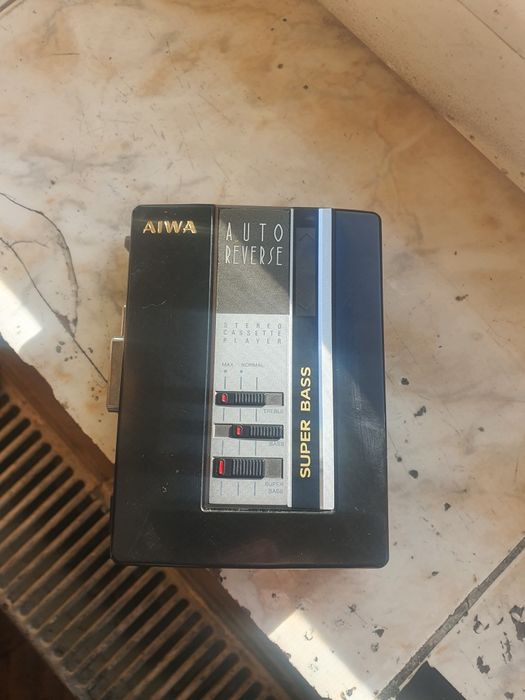 AIWA
AUTO
REVERSE
STEREO
CASSETTE
PLAYER
MAX NORMAL
TREBLE
BASS
SUPER
BASS
SUPER BASS